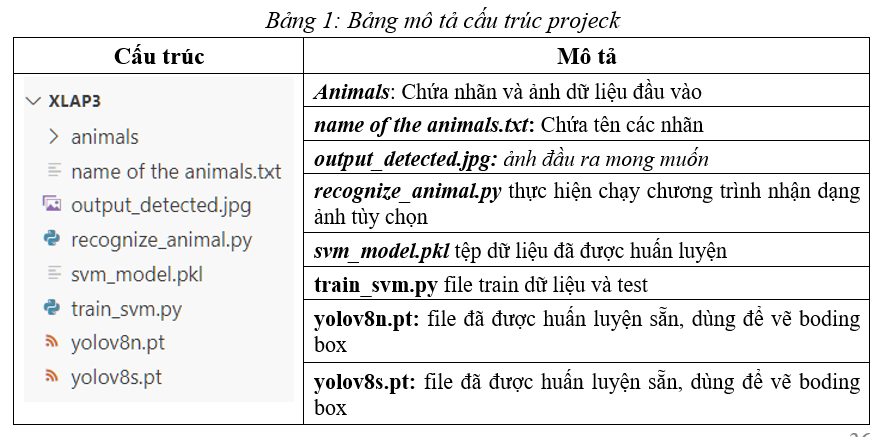 Bảng 1: Bảng mô tả cấu trúc projeck
Cấu trúc
Mô tả
XLAP3
animals
name of the animals.txt
output_detected.jpg
recognize_animal.py
svm_model.pkl
train_svm.py
yolov8n.pt
yolov8s.pt
Animals: Chứa nhãn và ảnh dữ liệu đầu vào
name of the animals.txt: Chứa tên các nhãn
output_detected.jpg: ảnh đầu ra mong muốn
recognize_animal.py thực hiện chạy chương trình nhận dạng
ảnh tùy chọn
svm_model.pkl tệp dữ liệu đã được huấn luyện
train_svm.py file train dữ liệu và test
yolov8n.pt: file đã được huấn luyện sẵn, dùng để vẽ boding
box
yolov8s.pt: file đã được huấn luyện sẵn, dùng để vẽ boding
box